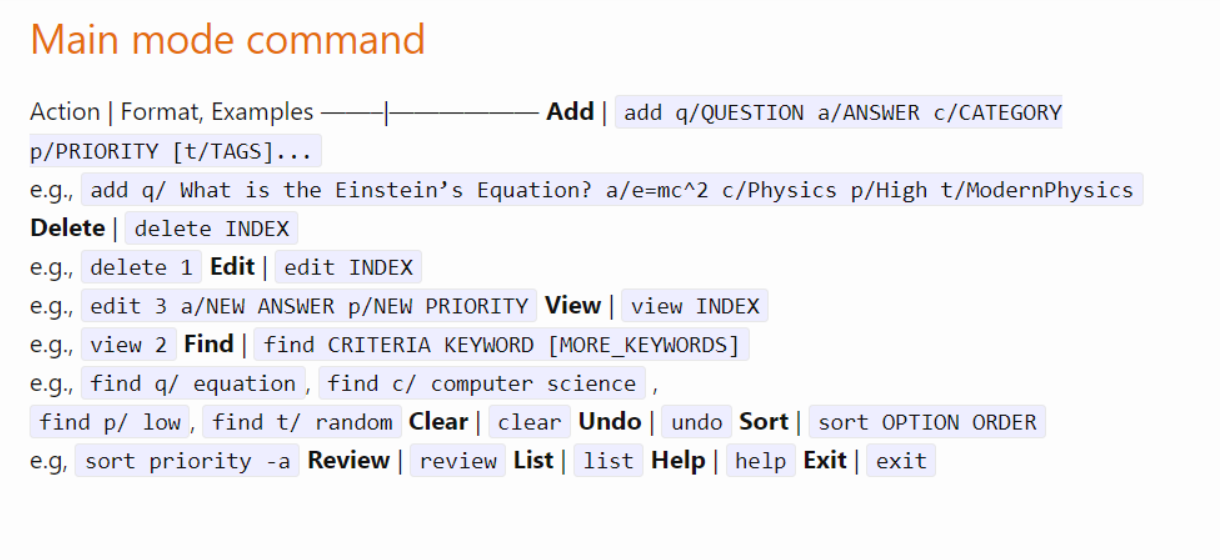 Main mode command
Action | Format, Examples ———–|—————— Add | add q/QUESTION a/ANSWER c/CATEGORY
p/PRIORITY [t/TAGS]...
e.g., add q/ What is the Einstein’s Equation? a/e=mc^2 c/Physics p/High t/ModernPhysics
Delete | delete INDEX
e.g., delete 1 Edit | edit INDEX
e.g., edit 3 a/NEW ANSWER p/NEW PRIORITY View | view INDEX
e.g., view 2 Find | find CRITERIA KEYWORD [MORE_KEYWORDS]
e.g., find q/ equation, find c/ computer science ,
find p/ low, find t/ random Clear | clear Undo | undo Sort | sort OPTION ORDER
e.g, sort priority -a Review | review List | list Help | help Exit | exit